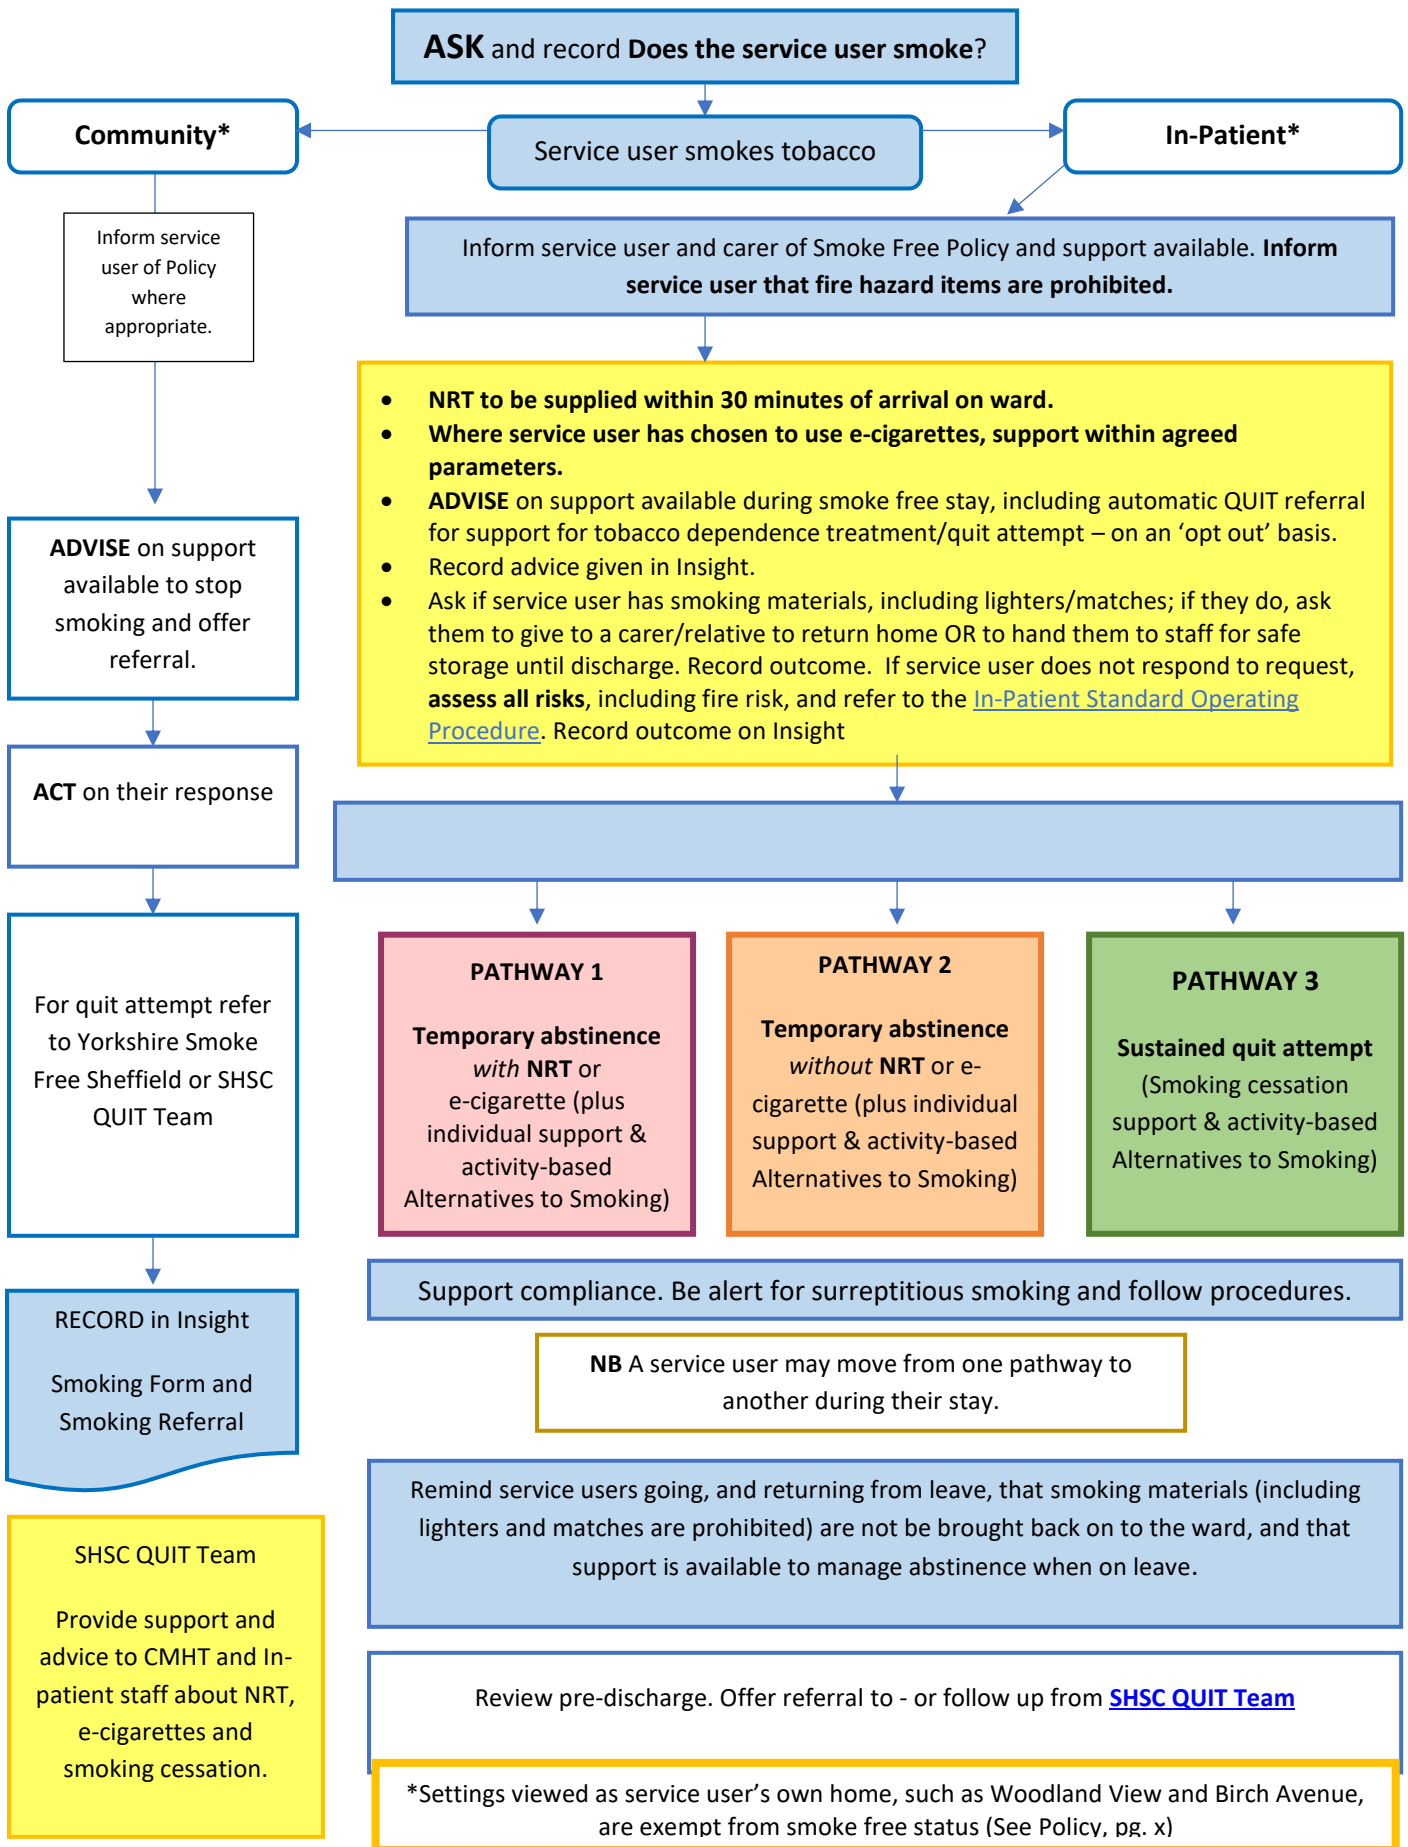 ASK and record Does the service user smoke?
Community*
Service user smokes tobacco
In-Patient*
Inform service
user of Policy
where
appropriate.
Inform service user and carer of Smoke Free Policy and support available. Inform
service user that fire hazard items are prohibited.
• NRT to be supplied within 30 minutes of arrival on ward.
• Where service user has chosen to use e-cigarettes, support within agreed
parameters.
• ADVISE on support available during smoke free stay, including automatic QUIT referral
for support for tobacco dependence treatment/quit attempt – on an ‘opt out’ basis.
• Record advice given in Insight.
• Ask if service user has smoking materials, including lighters/matches; if they do, ask
them to give to a carer/relative to return home OR to hand them to staff for safe
storage until discharge. Record outcome.  If service user does not respond to request,
assess all risks, including fire risk, and refer to the In-Patient Standard Operating
Procedure. Record outcome on Insight
ADVISE on support
available to stop
smoking and offer
referral.
ACT on their response
For quit attempt refer
to Yorkshire Smoke
Free Sheffield or SHSC
QUIT Team
RECORD in Insight
Smoking Form and
Smoking Referral
SHSC QUIT Team
Provide support and
advice to CMHT and In-
patient staff about NRT,
e-cigarettes and
smoking cessation.
PATHWAY 1
Temporary abstinence
with NRT or
e-cigarette (plus
individual support &
activity-based
Alternatives to Smoking)
PATHWAY 2
Temporary abstinence
without NRT or e-
cigarette (plus individual
support & activity-based
Alternatives to Smoking)
PATHWAY 3
Sustained quit attempt
(Smoking cessation
support & activity-based
Alternatives to Smoking)
Support compliance. Be alert for surreptitious smoking and follow procedures.
NB A service user may move from one pathway to
another during their stay.
Remind service users going, and returning from leave, that smoking materials (including
lighters and matches are prohibited) are not be brought back on to the ward, and that
support is available to manage abstinence when on leave.
Review pre-discharge. Offer referral to - or follow up from SHSC QUIT Team
*Settings viewed as service user’s own home, such as Woodland View and Birch Avenue,
are exempt from smoke free status (See Policy, pg. x)